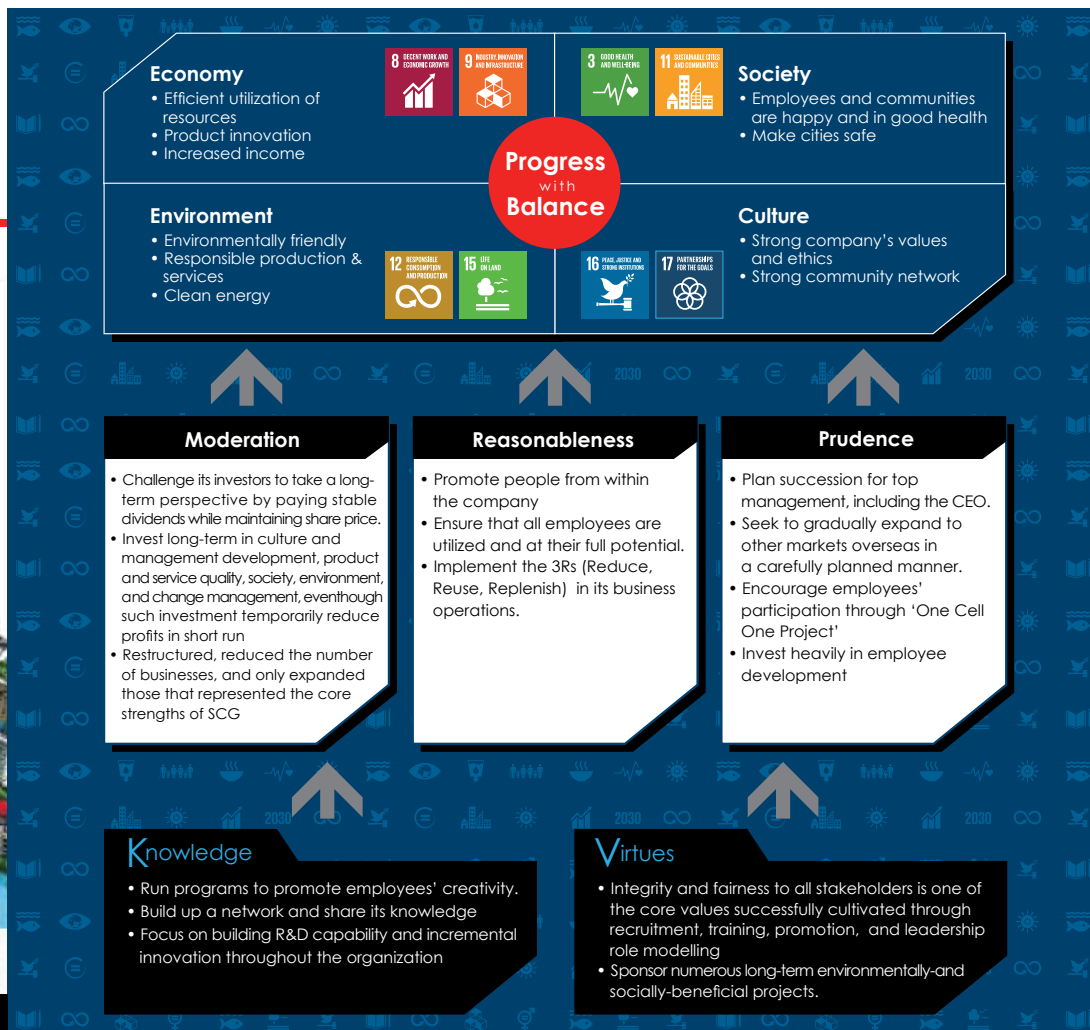 Economy
• Efficient utilization of
resources
• Product innovation
• Increased income
8 DECENT WORK AND
ECONOMIC GROWTH
9 INDUSTRY, INNOVATION
AND INFRASTRUCTURE
3 GOOD HEALTH
AND WELL-BEING
11 SUSTAINABLE CITIES
AND COMMUNITIES
Society
• Employees and communities
are happy and in good health
• Make cities safe
Progress
with
Balance
Environment
• Environmentally friendly
• Responsible production &
services
• Clean energy
12 RESPONSIBLE
CONSUMPTION
AND PRODUCTION
15 LIFE
ON LAND
16 PEACE, JUSTICE AND
STRONG INSTITUTIONS
17 PARTNERSHIPS
FOR THE GOALS
Culture
• Strong company's values
and ethics
• Strong community network
2030 2030 2030
Moderation
• Challenge its investors to take a long-
term perspective by paying stable
dividends while maintaining share price.
• Invest long-term in culture and
management development, product
and service quality, society, environment,
and change management, eventhough
such investment temporarily reduce
profits in short run
• Restructured, reduced the number
of businesses, and only expanded
those that represented the core
strengths of SCG
Reasonableness
• Promote people from within
the company
• Ensure that all employees are
utilized and at their full potential.
• Implement the 3Rs (Reduce,
Reuse, Replenish) in its business
operations.
Prudence
• Plan succession for top
management, including the CEO.
• Seek to gradually expand to
other markets overseas in
a carefully planned manner.
• Encourage employees'
participation through 'One Cell
One Project'
• Invest heavily in employee
development
2030 2030 2030
Knowledge
• Run programs to promote employees' creativity.
• Build up a network and share its knowledge
• Focus on building R&D capability and incremental
innovation throughout the organization
Virtues
• Integrity and fairness to all stakeholders is one of
the core values successfully cultivated through
recruitment, training, promotion, and leadership
role modelling
• Sponsor numerous long-term environmentally-and
socially-beneficial projects.